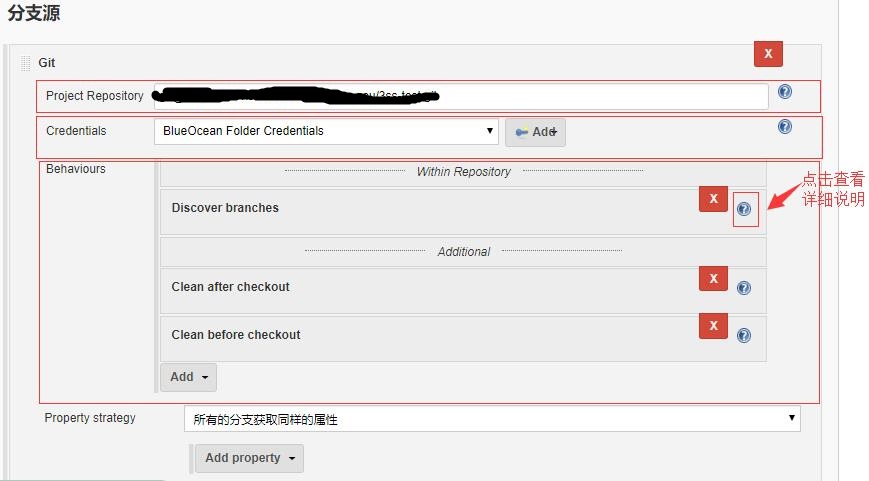 分支源
Git
X
Project Repository
Credentials BlueOcean Folder Credentials Add
Behaviours
Within Repository
Discover branches X
点击查看
详细说明
Additional
Clean after checkout X
Clean before checkout X
Add
Property strategy 所有的分支获取同样的属性
Add property